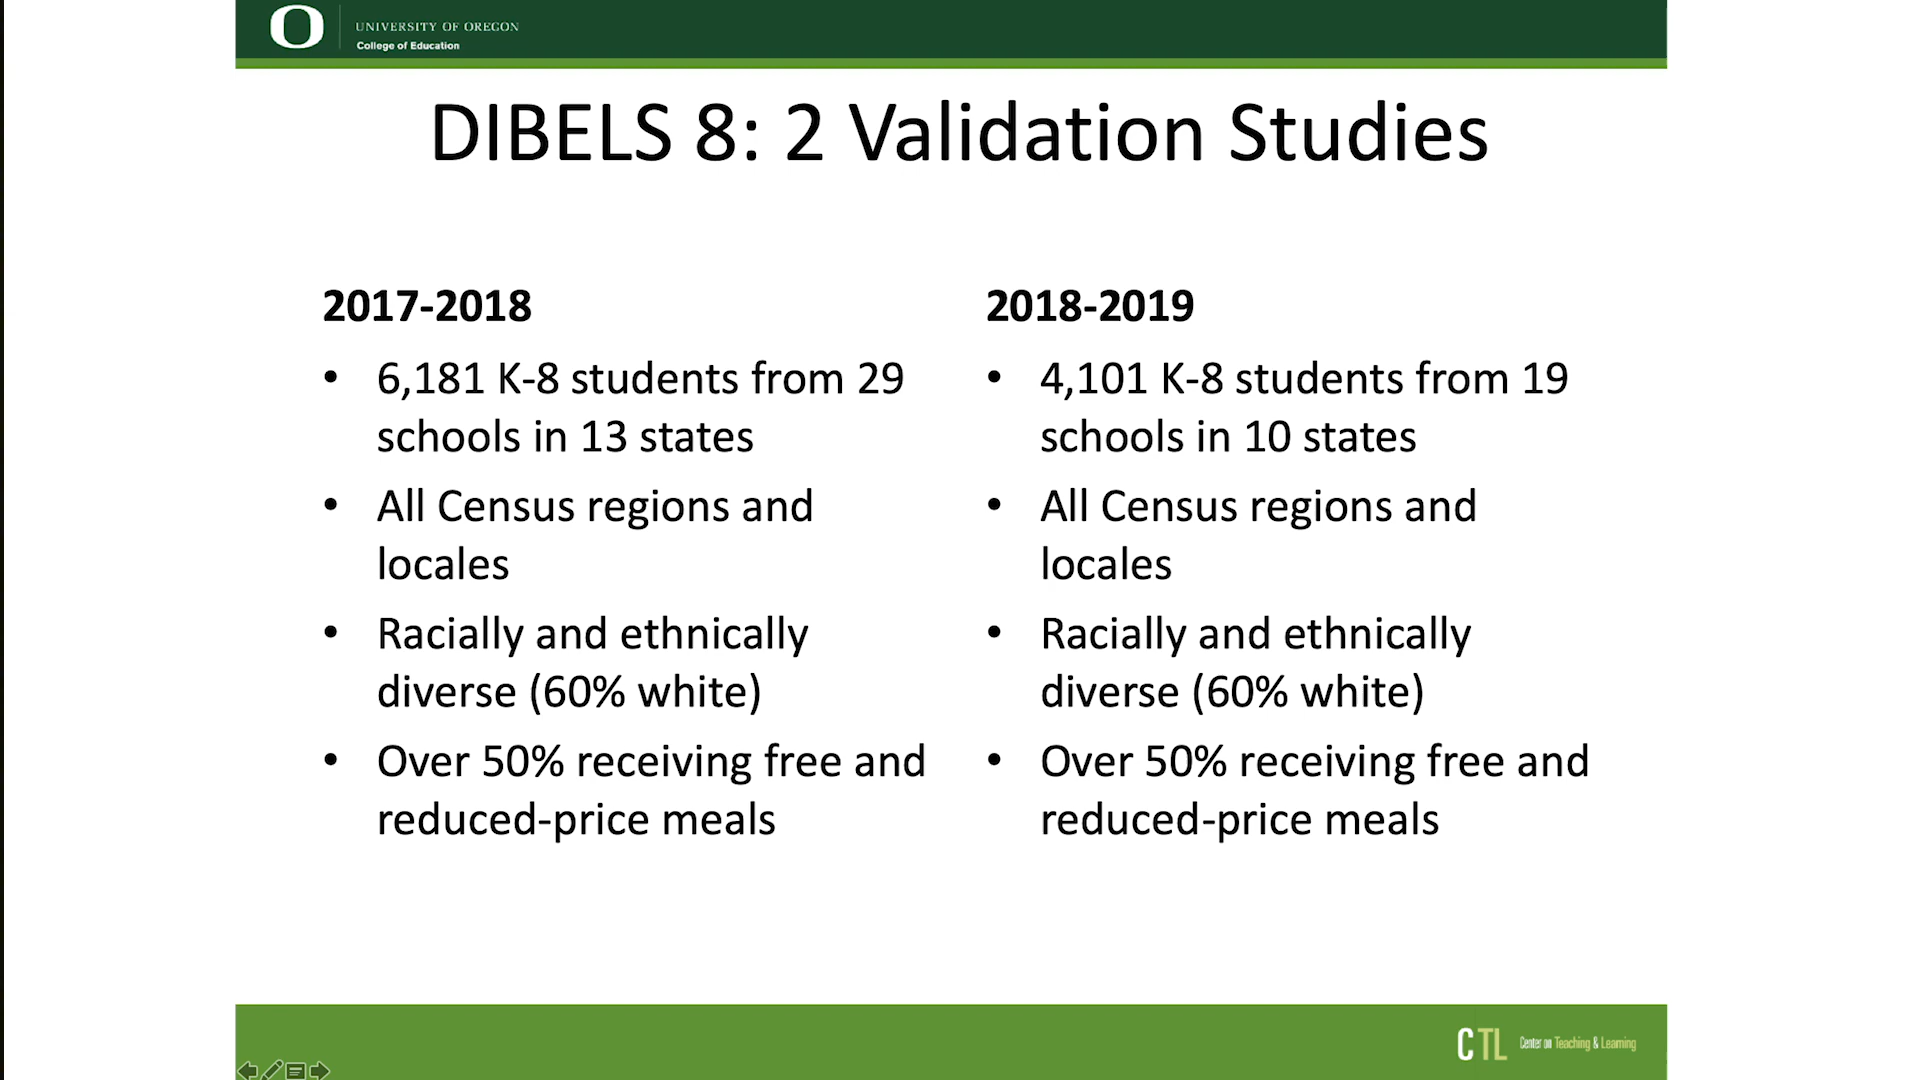 UNIVERSITY OF OREGON
College of Education
DIBELS 8: 2 Validation Studies
2017-2018
• 6,181 K-8 students from 29
schools in 13 states
• All Census regions and
locales
• Racially and ethnically
diverse (60% white)
• Over 50% receiving free and
reduced-price meals
2018-2019
• 4,101 K-8 students from 19
schools in 10 states
• All Census regions and
locales
• Racially and ethnically
diverse (60% white)
• Over 50% receiving free and
reduced-price meals
CTL Center on Teaching & Learning